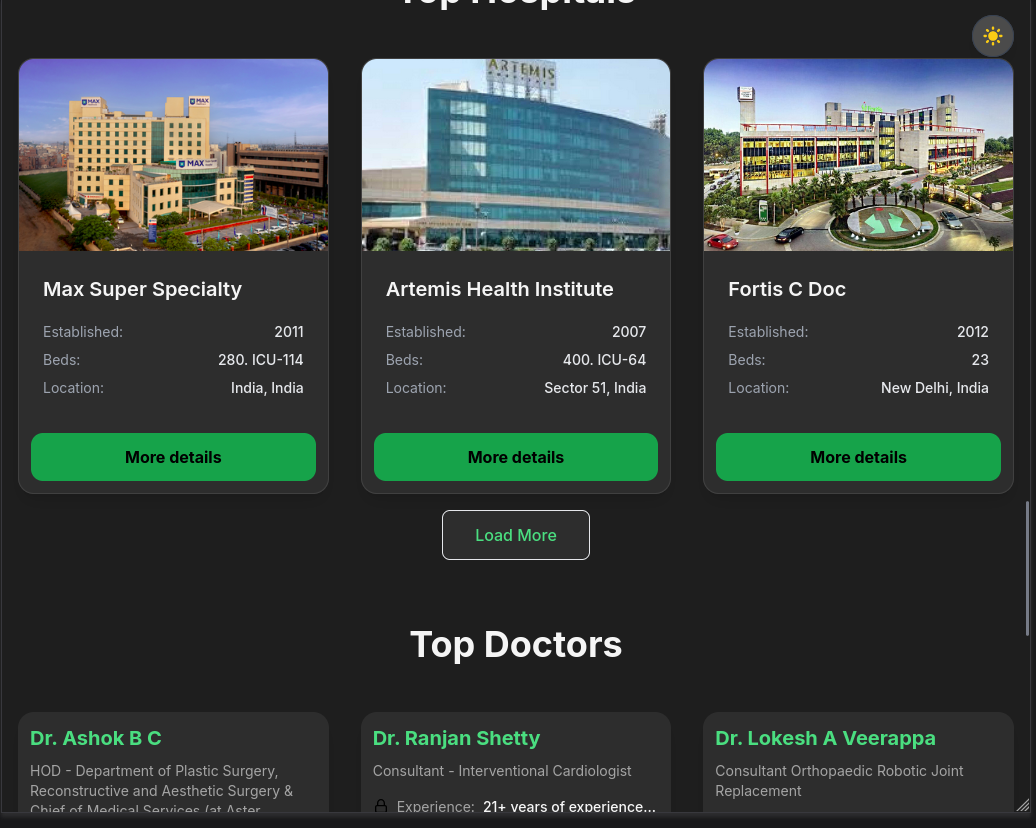 Top Hospitals
ARTEMIS
MAX
MAX
MAX
Max Super Specialty
Established:
2011
Beds:
280. ICU-114
Location:
India, India
More details
Artemis Health Institute
Established:
2007
Beds:
400. ICU-64
Location:
Sector 51, India
More details
Fortis C Doc
Established:
2012
Beds:
23
Location:
New Delhi, India
More details
Load More
Top Doctors
Dr. Ashok B C
HOD - Department of Plastic Surgery,
Reconstructive and Aesthetic Surgery &
Chief of Medical Services (at Aster
Dr. Ranjan Shetty
Consultant - Interventional Cardiologist
Experience: 21+ years of experience...
Dr. Lokesh A Veerappa
Consultant Orthopaedic Robotic Joint
Replacement